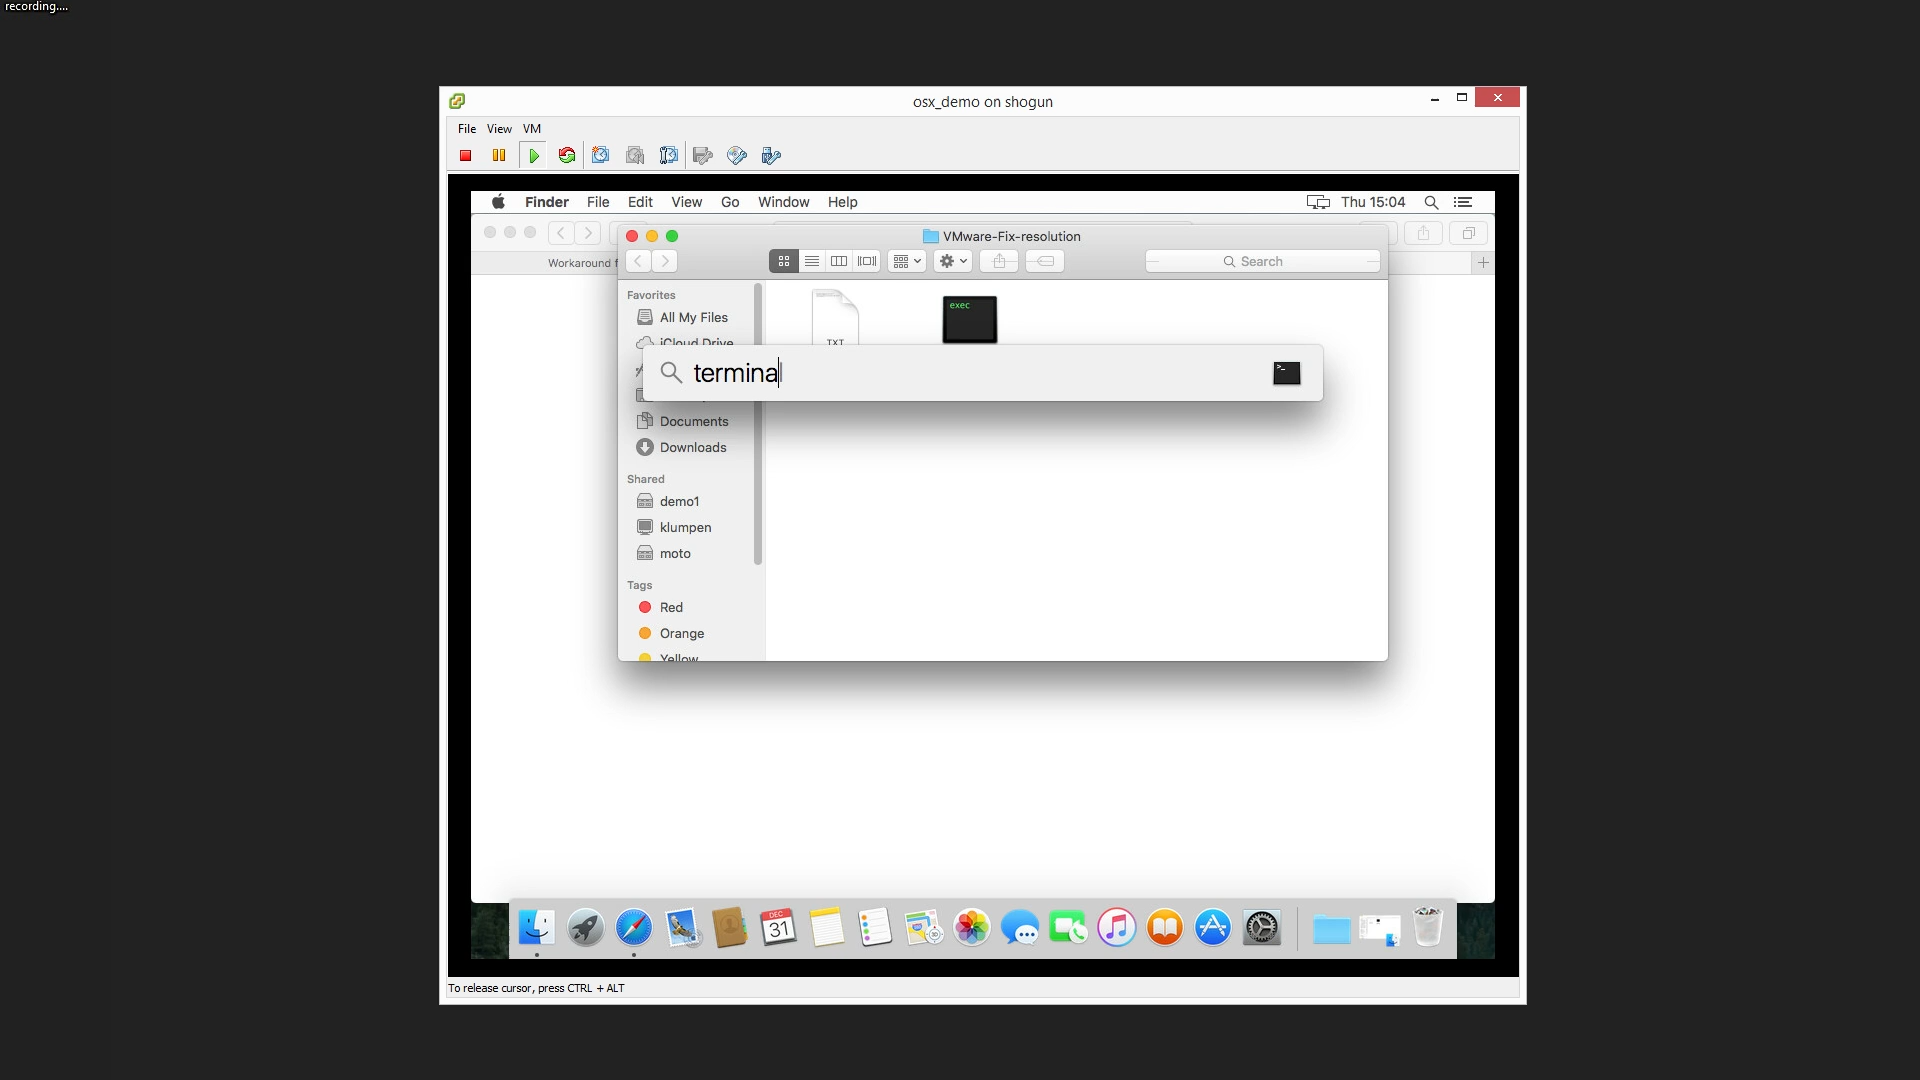 recording....
osx_demo on shogun
File View VM
Finder File Edit View Go Window Help
Thu 15:04
VMware-Fix-resolution
Workaround f
Search
Favorites
All My Files
exec
iCloud Drive
TXT
termina
Documents
Downloads
Shared
demo1
klumpen
moto
Tags
Red
Orange
Yellow
DEC
31
To release cursor, press CTRL + ALT